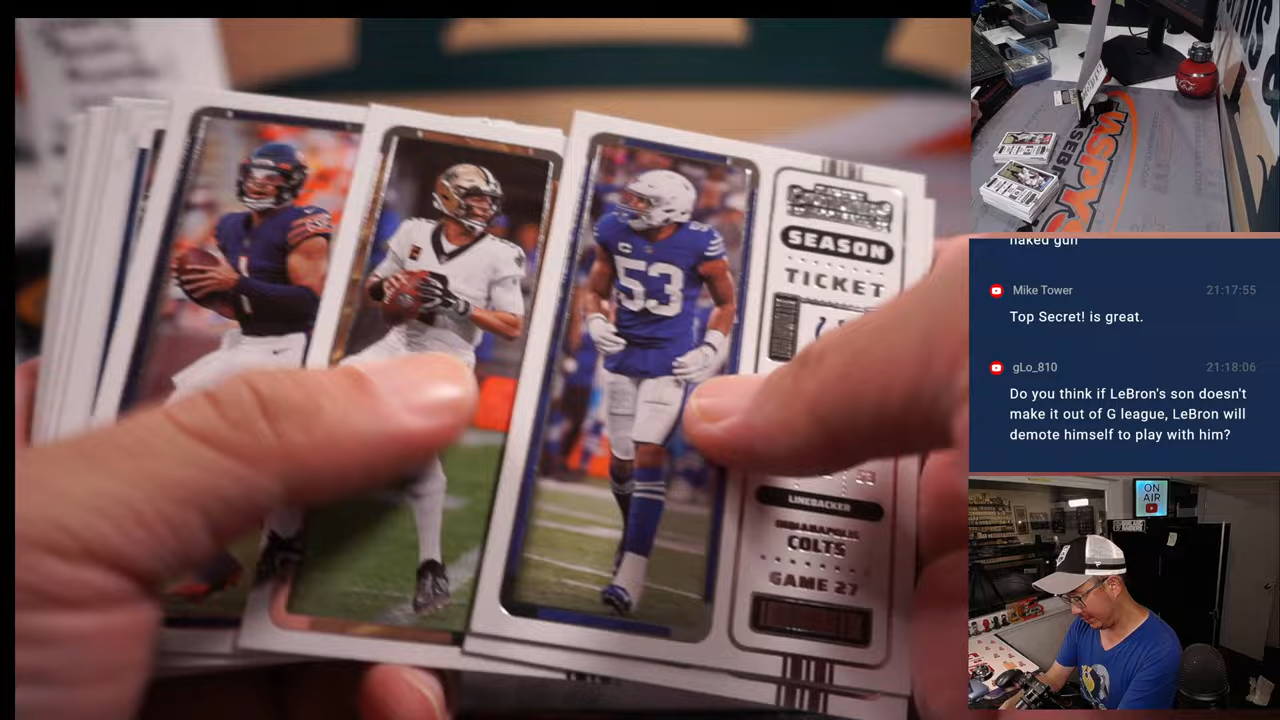 53
SEASON
TICKET
53
LINEBACKER
INDIANAPOLIS
COLTS
GAME 27
naked gun
Mike Tower 21:17:55
Top Secret! is great.
gLo_810 21:18:06
Do you think if LeBron's son doesn't
make it out of G league, LeBron will
demote himself to play with him?
ON
AIR